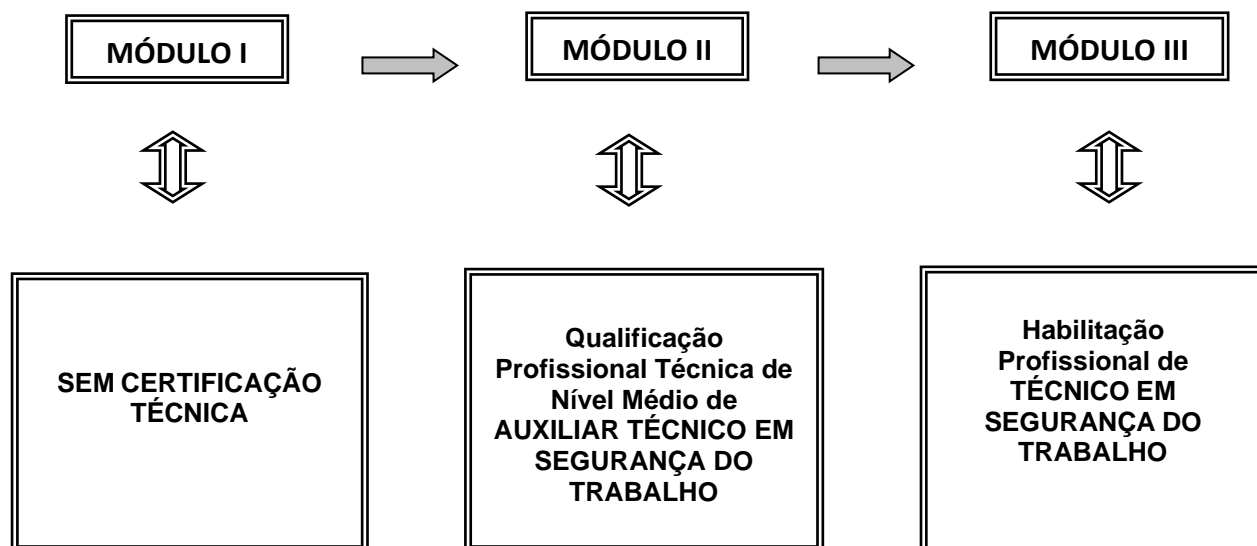 MÓDULO I
MÓDULO II
MÓDULO III
SEM CERTIFICAÇÃO
TÉCNICA
Qualificação
Profissional Técnica de
Nível Médio de
AUXILIAR TÉCNICO EM
SEGURANÇA DO
TRABALHO
Habilitação
Profissional de
TÉCNICO EM
SEGURANÇA DO
TRABALHO